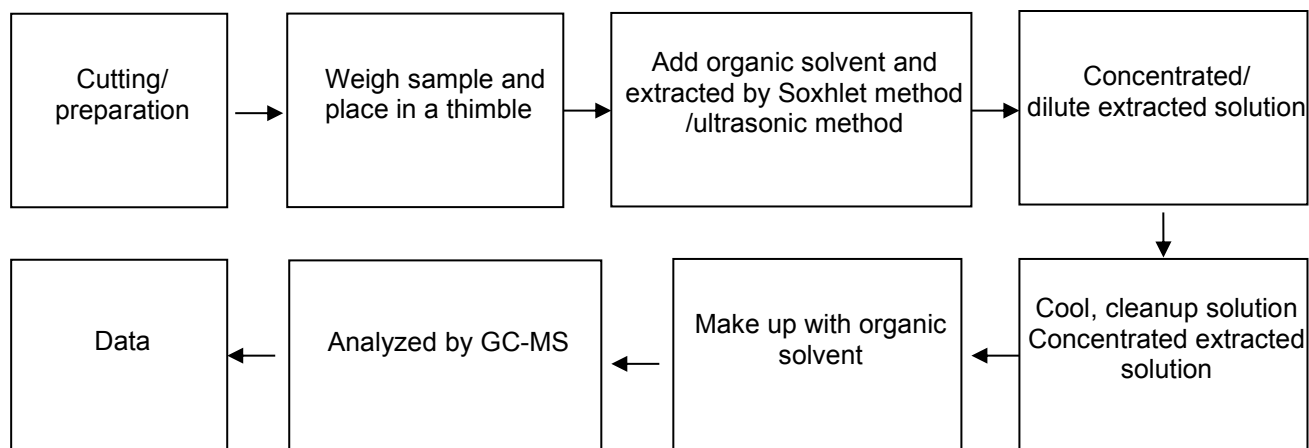 Cutting/
preparation
Weigh sample and
place in a thimble
Add organic solvent and
extracted by Soxhlet method
/ultrasonic method
Concentrated/
dilute extracted solution
Cool, cleanup solution
Concentrated extracted
solution
Make up with organic
solvent
Analyzed by GC-MS
Data